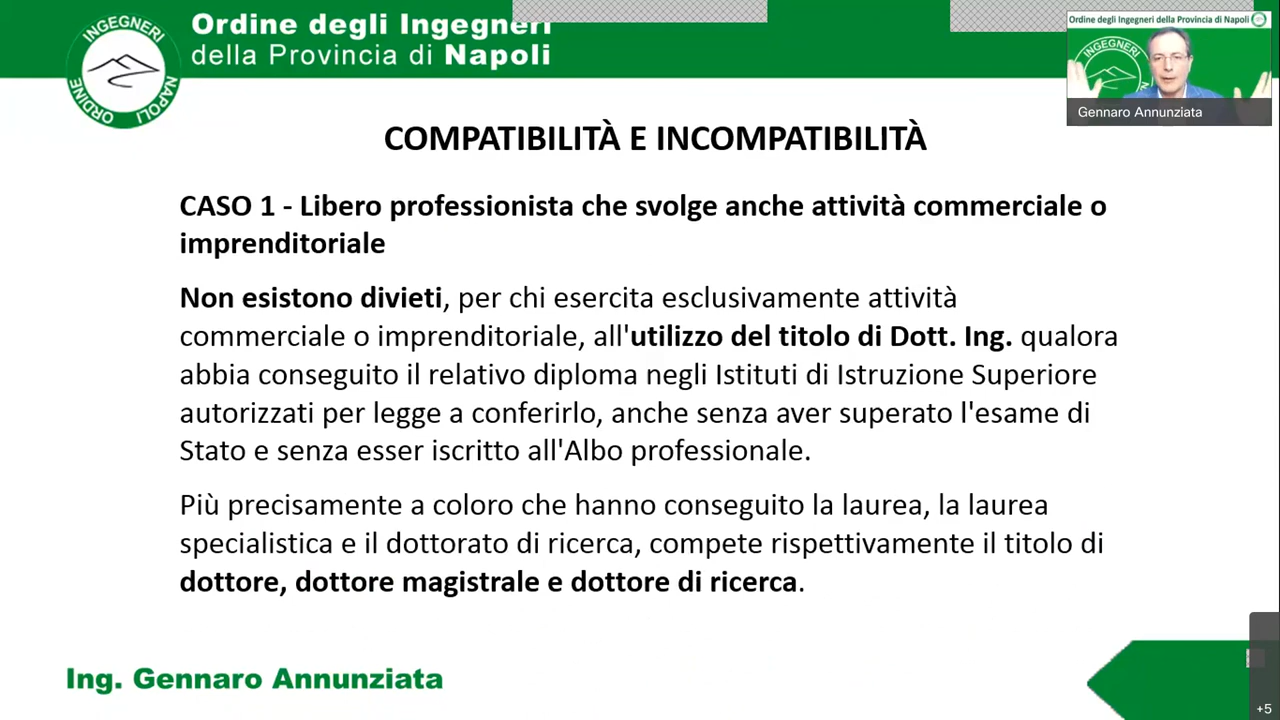 Ordine degli Ingegneri
della Provincia di Napoli
INGEGNERI
ORDINE
NAPOLI
Ordine degli Ingegneri della Provincia di Napoli
INGEGNERI
Gennaro Annunziata
COMPATIBILITÀ E INCOMPATIBILITÀ
CASO 1 - Libero professionista che svolge anche attività commerciale o
imprenditoriale
Non esistono divieti, per chi esercita esclusivamente attività
commerciale o imprenditoriale, all'utilizzo del titolo di Dott. Ing. qualora
abbia conseguito il relativo diploma negli Istituti di Istruzione Superiore
autorizzati per legge a conferirlo, anche senza aver superato l'esame di
Stato e senza esser iscritto all'Albo professionale.
Più precisamente a coloro che hanno conseguito la laurea, la laurea
specialistica e il dottorato di ricerca, compete rispettivamente il titolo di
dottore, dottore magistrale e dottore di ricerca.
Ing. Gennaro Annunziata
+5